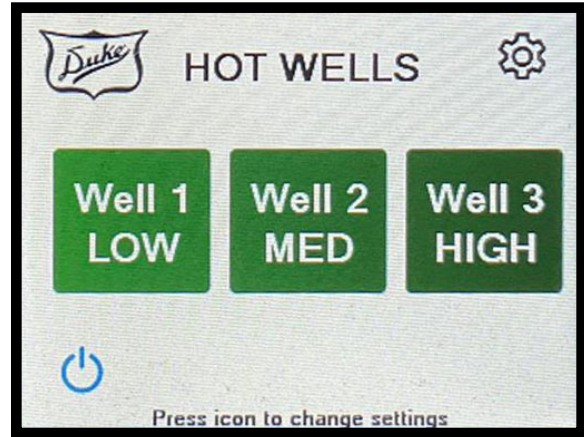 Duke
HOT WELLS
Well 1
LOW
Well 2
MED
Well 3
HIGH
Press icon to change settings